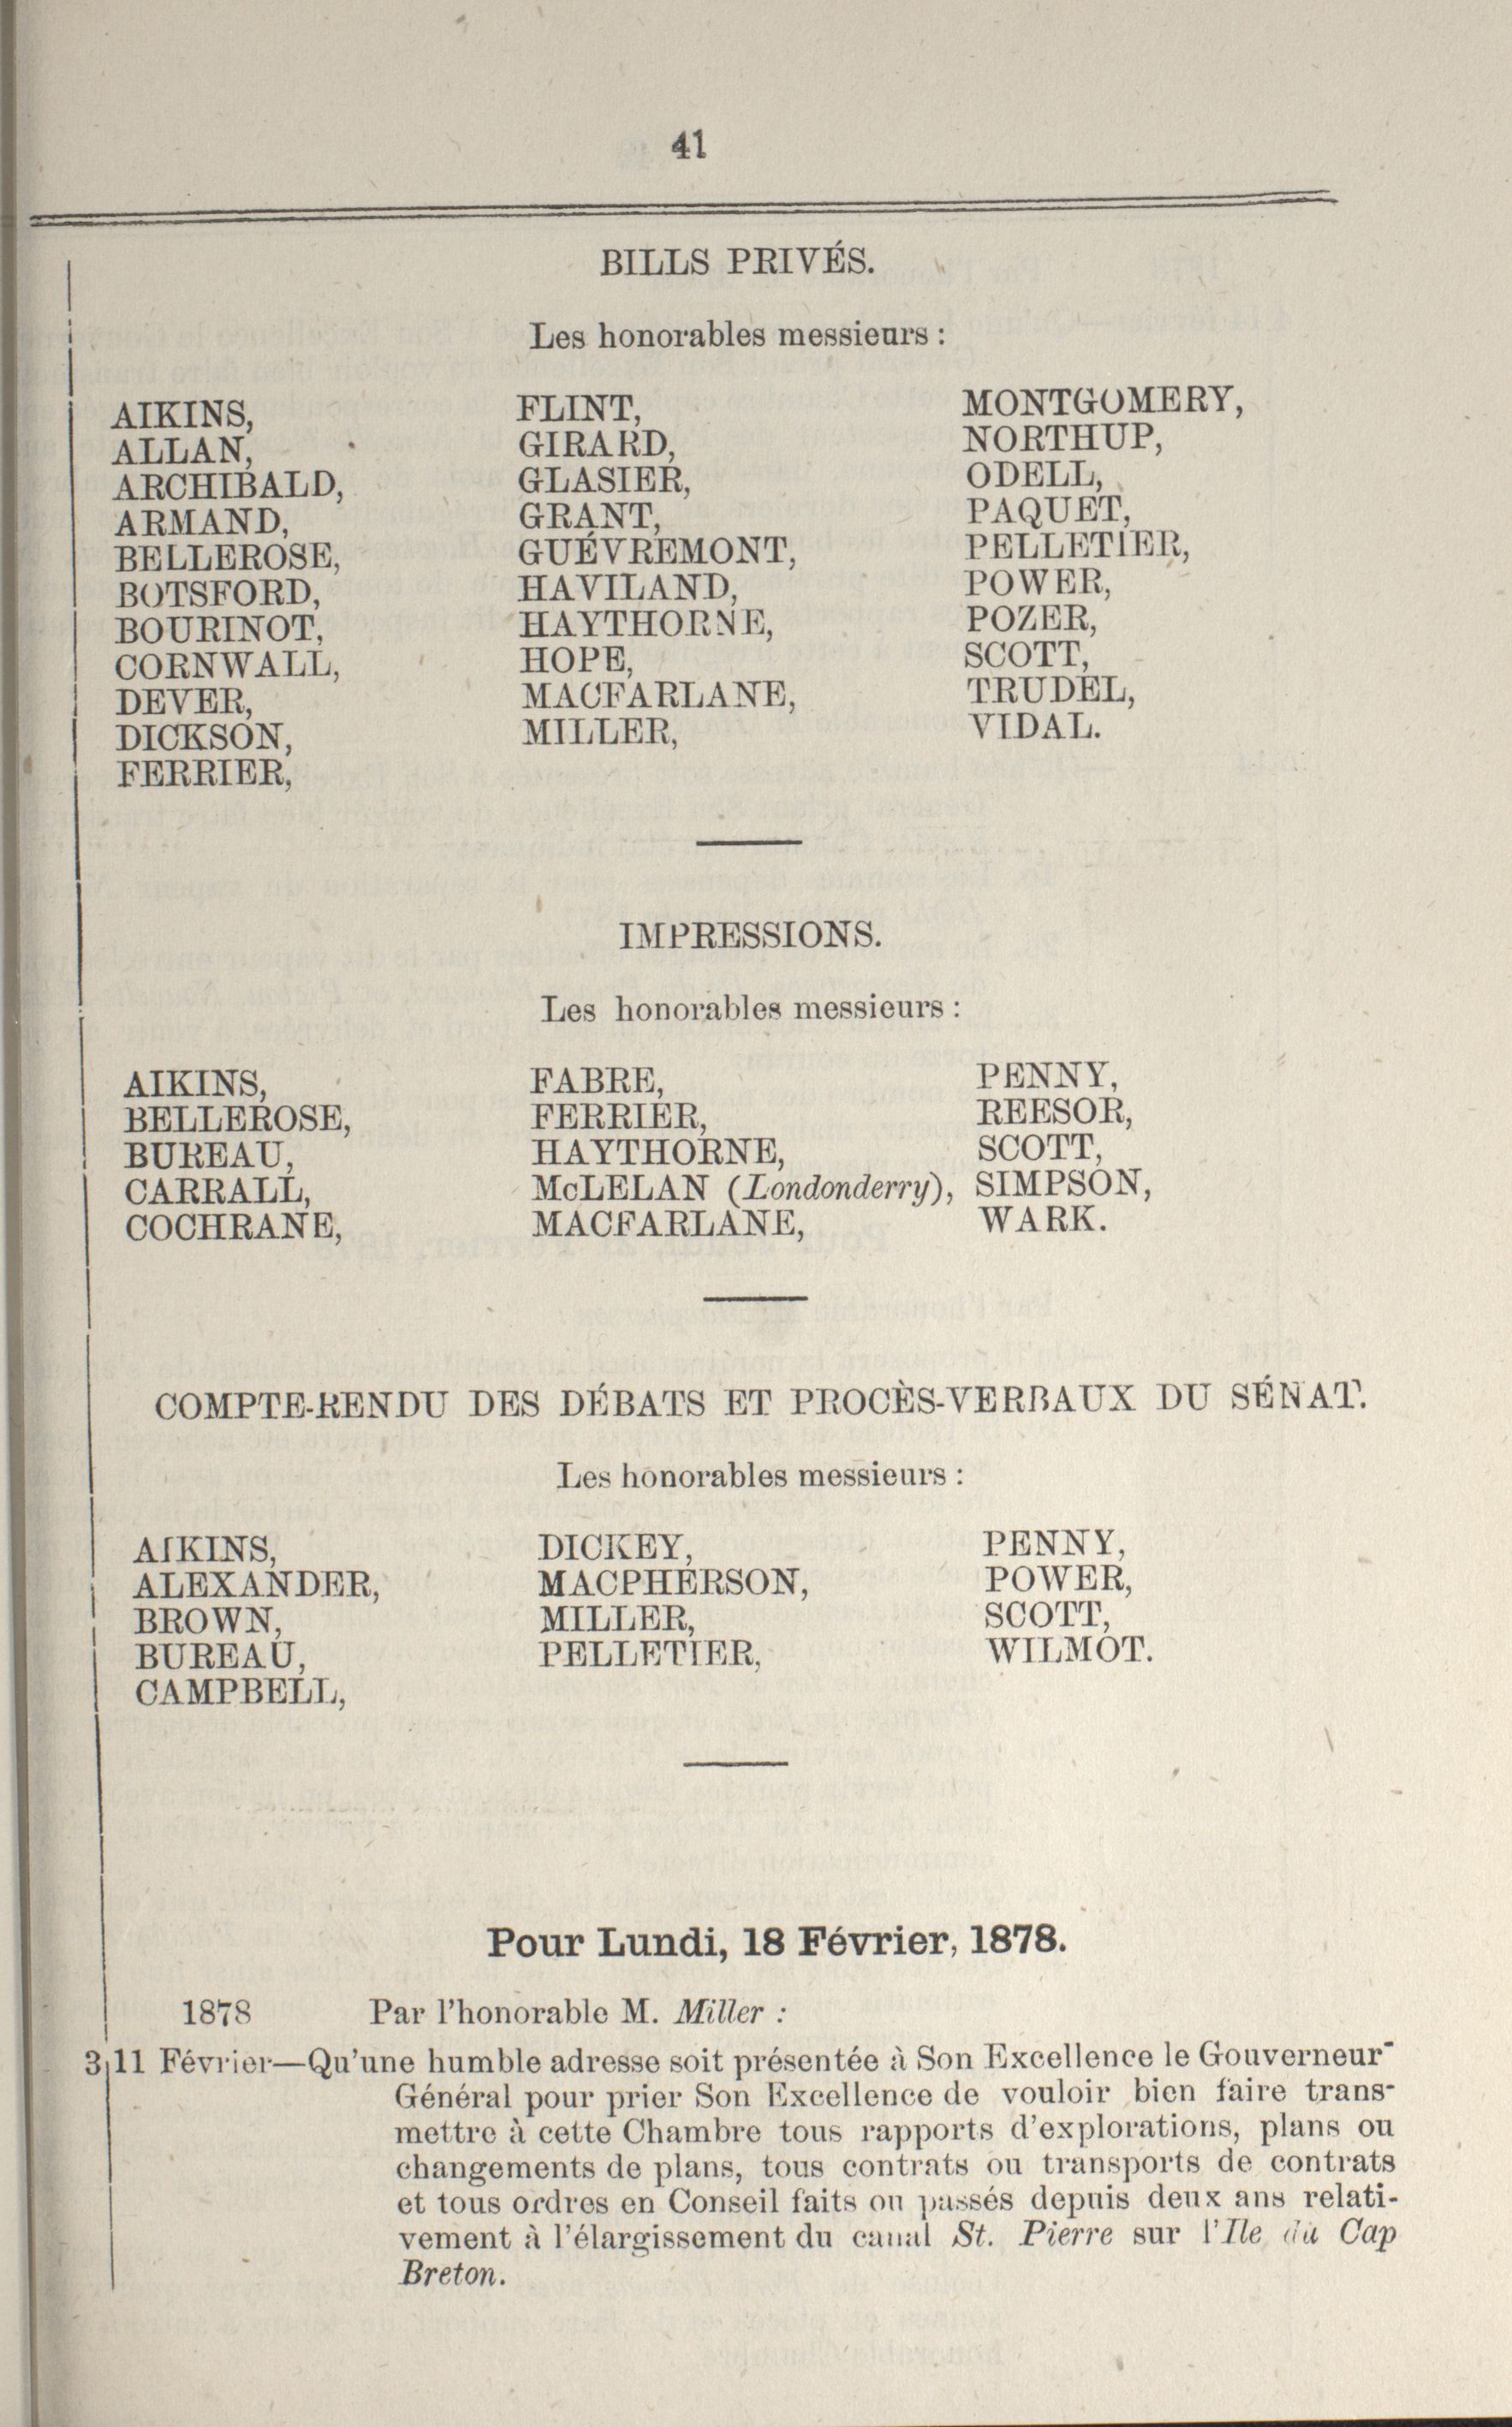 41
BILLS PRIVÉS.
Les honorables messieurs :
AIKINS,
ALLAN,
ARCHIBALD,
ARMAND,
BELLEROSE,
BOTSFORD,
BOURINOT,
CORNWALL,
DEVER,
DICKSON,
FERRIER,
FLINT,
GIRARD,
GLASIER,
GRANT,
GUÉVREMONT,
HAVILAND,
HAYTHORNE,
HOPE,
MACFARLANE,
MILLER,
MONTGOMERY,
NORTHUP,
ODELL,
PAQUET,
PELLETIER,
POWER,
POZER,
SCOTT,
TRUDEL,
VIDAL.
IMPRESSIONS.
Les honorables messieurs :
AIKINS,
BELLEROSE,
BUREAU,
CARRALL,
COCHRANE,
FABRE,
FERRIER,
HAYTHORNE,
McLELAN (Londonderry),
MACFARLANE,
PENNY,
REESOR,
SCOTT,
SIMPSON,
WARK.
COMPTE-RENDU DES DÉBATS ET PROCÈS-VERBAUX DU SÉNAT.
Les honorables messieurs :
AIKINS,
ALEXANDER,
BROWN,
BUREAU,
CAMPBELL,
DICKEY,
MACPHERSON,
MILLER,
PELLETIER,
PENNY,
POWER,
SCOTT,
WILMOT.
Pour Lundi, 18 Février, 1878.
1878 Par l'honorable M. Miller :
3 11 Février—Qu'une humble adresse soit présentée à Son Excellence le Gouverneur-
Général pour prier Son Excellence de vouloir bien faire trans-
mettre à cette Chambre tous rapports d'explorations, plans ou
changements de plans, tous contrats ou transports de contrats
et tous ordres en Conseil faits ou passés depuis deux ans relati-
vement à l'élargissement du canal St. Pierre sur l'Ile du Cap
Breton.